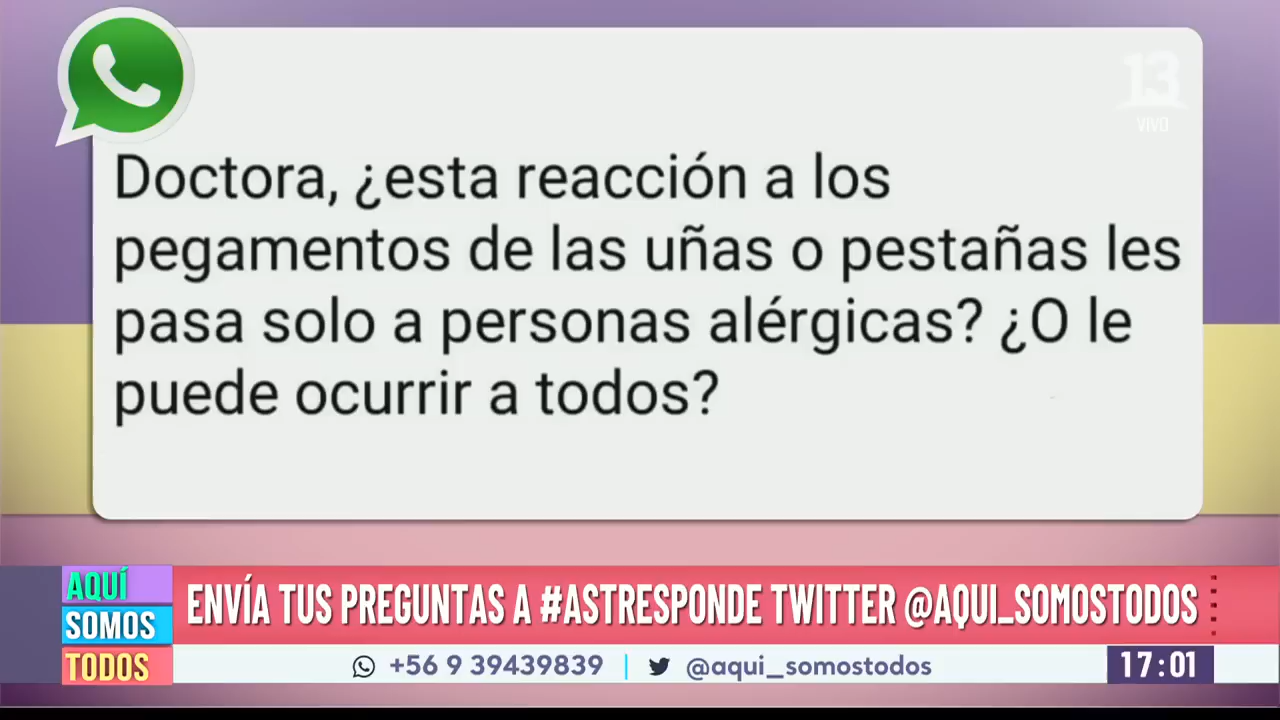 13
VIVO
Doctora, ¿esta reacción a los
pegamentos de las uñas o pestañas les
pasa solo a personas alérgicas? ¿O le
puede ocurrir a todos?
AQUÍ
SOMOS
TODOS
ENVÍA TUS PREGUNTAS A #ASTRESPONDE TWITTER @AQUI_SOMOSTODOS
+56 9 39439839 | @aqui_somostodos
17:01